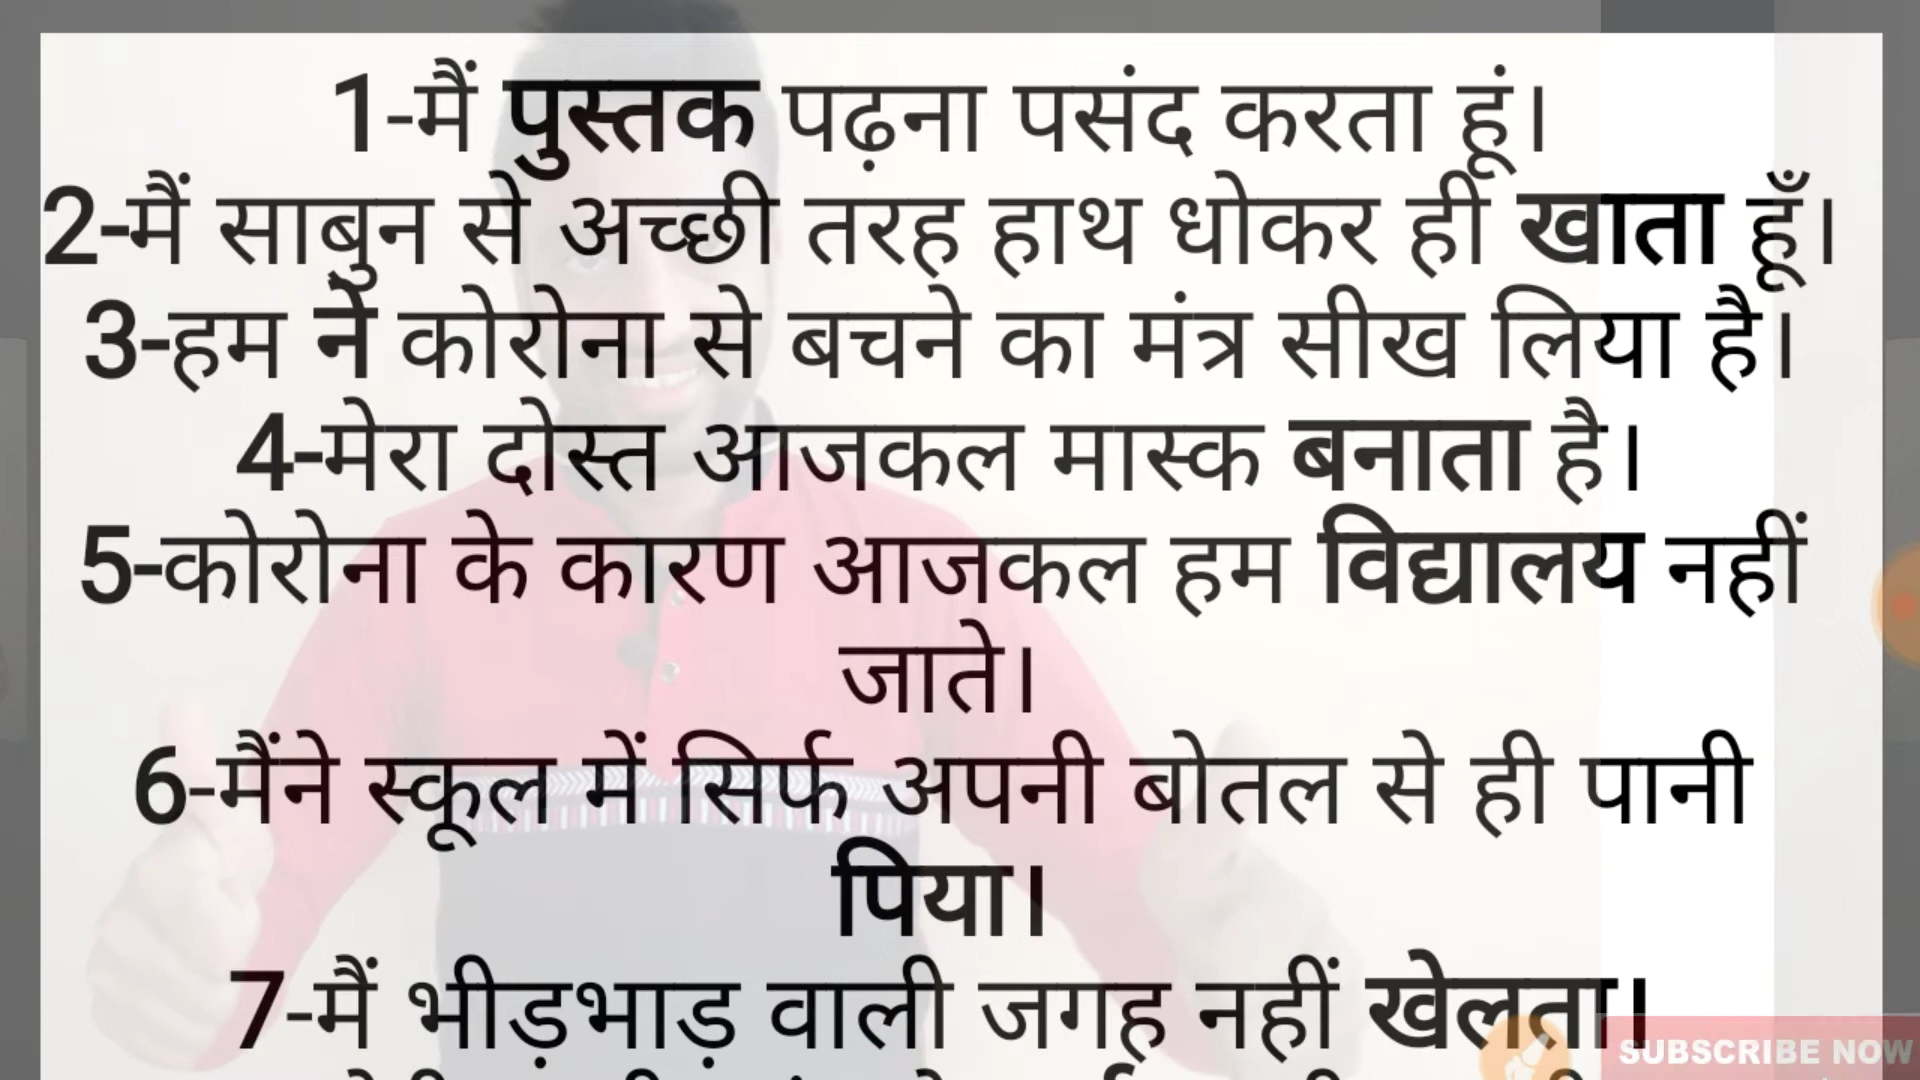 1-मैं पुस्तक पढ़ना पसंद करता हूं।
2-मैं साबुन से अच्छी तरह हाथ धोकर ही खाता हूँ।
3-हम ने कोरोना से बचने का मंत्र सीख लिया है।
4-मेरा दोस्त आजकल मास्क बनाता है।
5-कोरोना के कारण आजकल हम विद्यालय नहीं
जाते।
6-मैंने स्कूल में सिर्फ अपनी बोतल से ही पानी
पिया।
7-मैं भीड़भाड़ वाली जगह नहीं खेलता।
SUBSCRIBE NOW